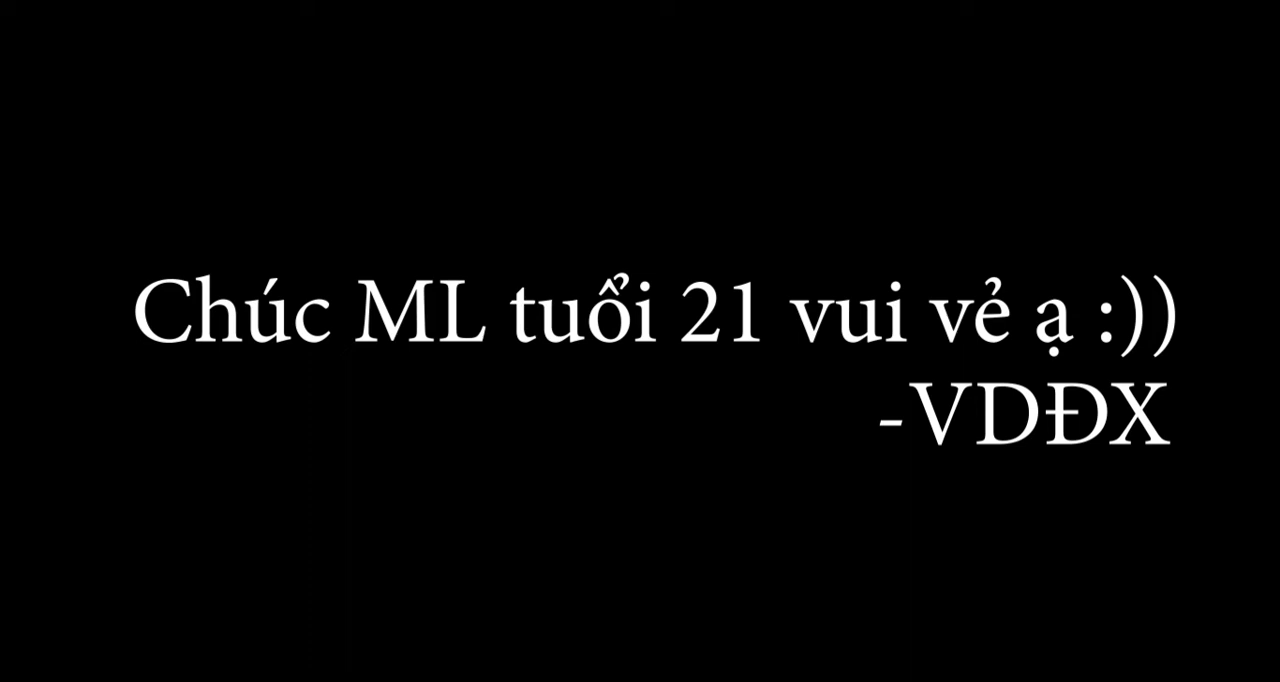 Chúc ML tuổi 21 vui vẻ ạ :))
-VDĐX